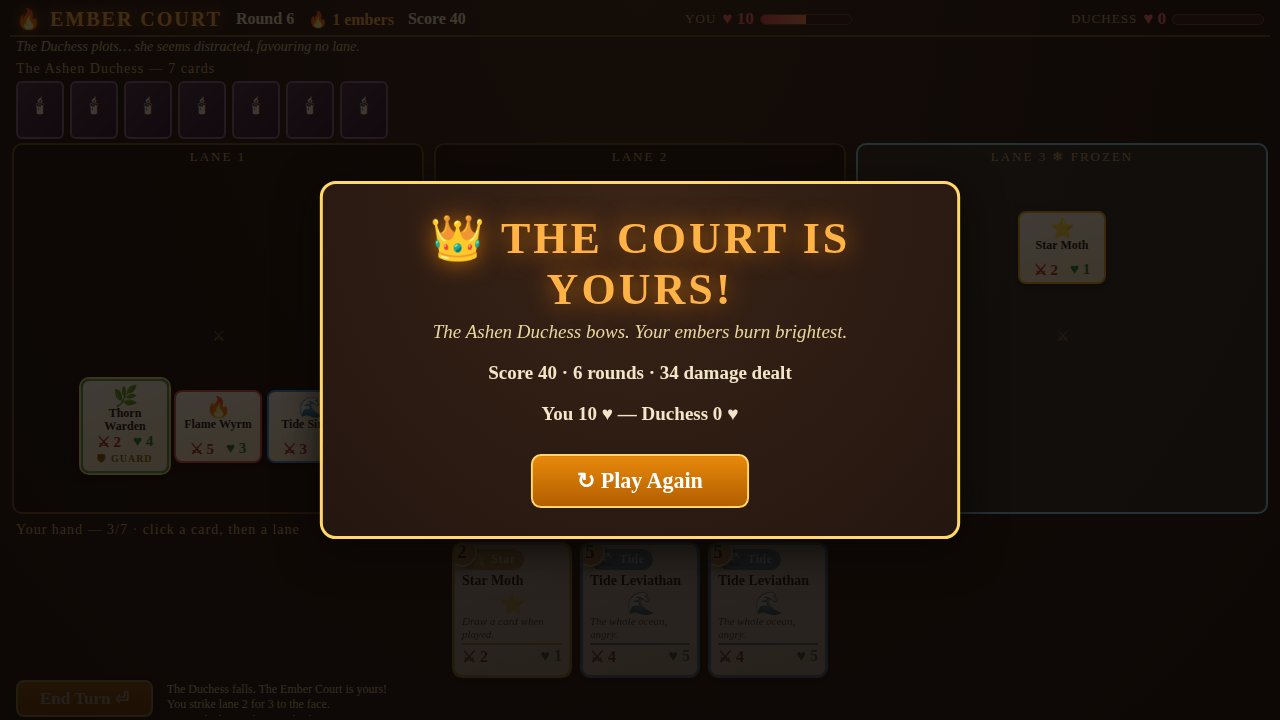 🔥 EMBER COURT Round 6 🔥 1 embers Score 40 YOU ♥ 10 DUCHESS ♥ 0
The Duchess plots… she seems distracted, favouring no lane.
The Ashen Duchess — 7 cards
LANE 1 LANE 2 LANE 3 ❄ FROZEN
👑 THE COURT IS
YOURS!
The Ashen Duchess bows. Your embers burn brightest.
Score 40 · 6 rounds · 34 damage dealt
You 10 ♥ — Duchess 0 ♥
↻ Play Again
Star Moth
⚔ 2 ♥ 1
Thorn
Warden
⚔ 2 ♥ 4
GUARD
Flame Wyrm
⚔ 5 ♥ 3
Tide
⚔ 3
Your hand — 3/7 · click a card, then a lane
2 Star
Star Moth
Draw a card when
played.
⚔ 2 ♥ 1
5 Tide
Tide Leviathan
The whole ocean,
angry.
⚔ 4 ♥ 5
5 Tide
Tide Leviathan
The whole ocean,
angry.
⚔ 4 ♥ 5
End Turn ⏎
The Duchess falls. The Ember Court is yours!
You strike lane 2 for 3 to the face.